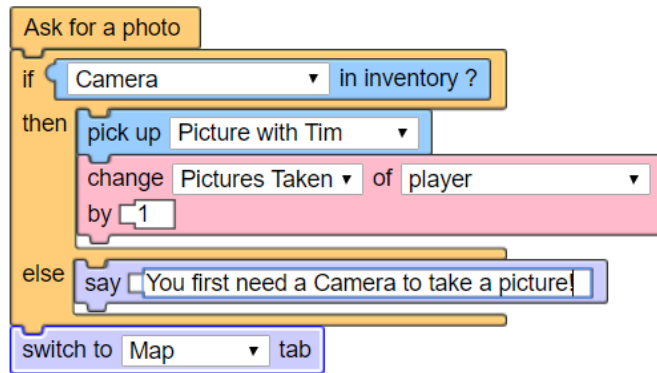 Ask for a photo
if Camera in inventory ?
then pick up Picture with Tim
change Pictures Taken of player
by 1
else say You first need a Camera to take a picture!
switch to Map tab